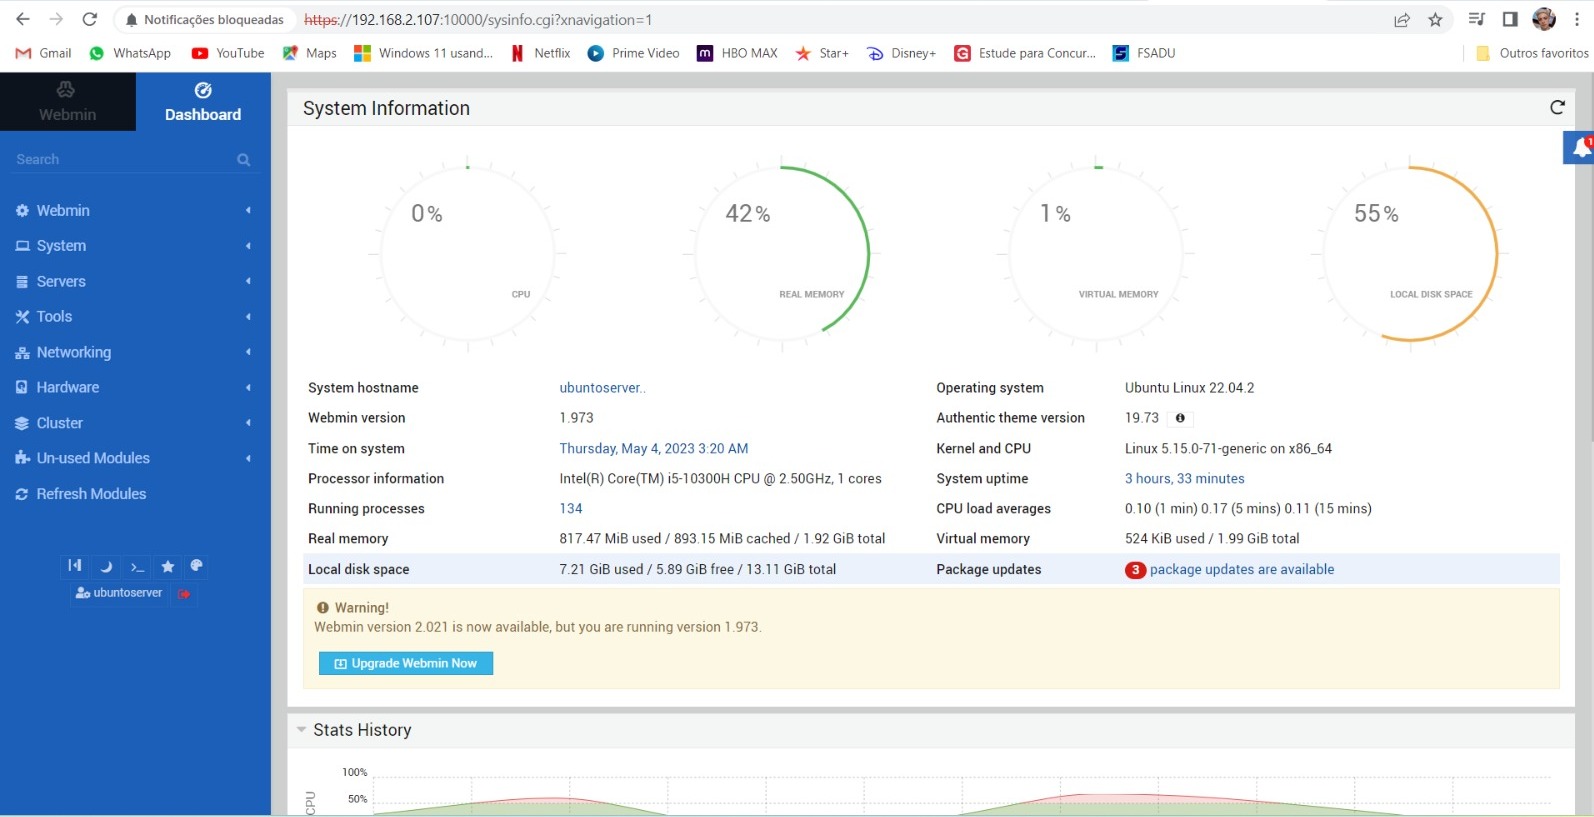 Notificações bloqueadas https://192.168.2.107:10000/sysinfo.cgi?xnavigation=1
Gmail WhatsApp YouTube Maps Windows 11 usand... Netflix Prime Video HBO MAX Star+ Disney+ Estude para Concur... FSADU Outros favoritos
Webmin Dashboard
Search
Webmin
System
Servers
Tools
Networking
Hardware
Cluster
Un-used Modules
Refresh Modules
ubuntoserver
System Information
1
0% 42% 1% 55%
CPU REAL MEMORY VIRTUAL MEMORY LOCAL DISK SPACE
System hostname ubuntoserver.. Operating system Ubuntu Linux 22.04.2
Webmin version 1.973 Authentic theme version 19.73
Time on system Thursday, May 4, 2023 3:20 AM Kernel and CPU Linux 5.15.0-71-generic on x86_64
Processor information Intel(R) Core(TM) i5-10300H CPU @ 2.50GHz, 1 cores System uptime 3 hours, 33 minutes
Running processes 134 CPU load averages 0.10 (1 min) 0.17 (5 mins) 0.11 (15 mins)
Real memory 817.47 MiB used / 893.15 MiB cached / 1.92 GiB total Virtual memory 524 KiB used / 1.99 GiB total
Local disk space 7.21 GiB used / 5.89 GiB free / 13.11 GiB total Package updates 3 package updates are available
Warning!
Webmin version 2.021 is now available, but you are running version 1.973.
Upgrade Webmin Now
Stats History
100%
50%
CPU